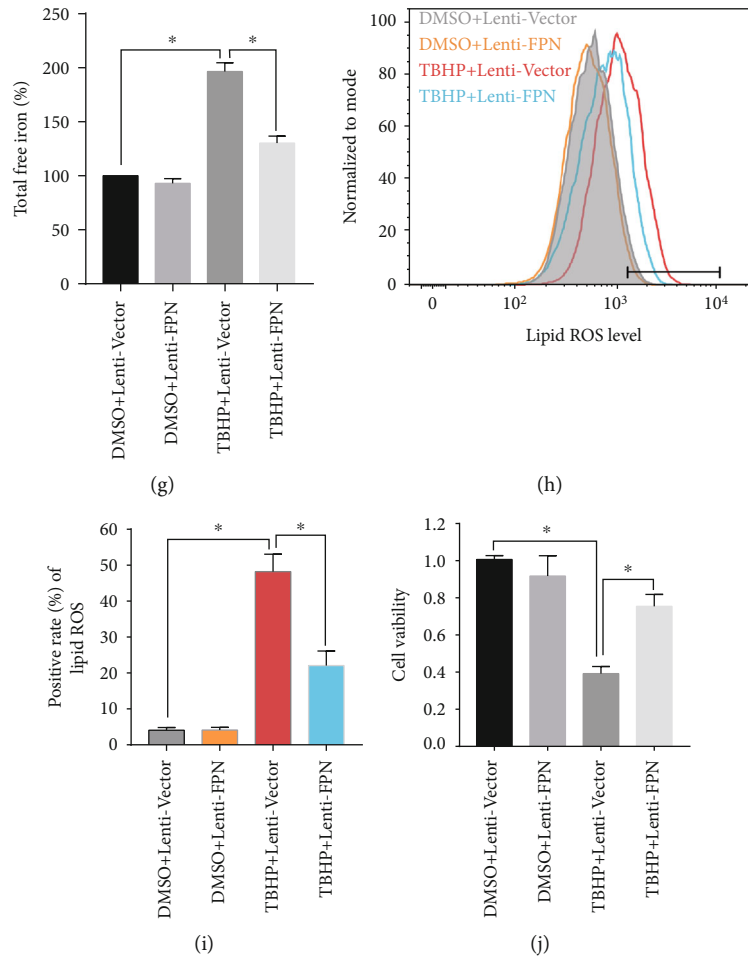 Total free iron (%)
250
200
150
100
50
0
* *
DMSO+Lenti-Vector
DMSO+Lenti-FPN
TBHP+Lenti-Vector
TBHP+Lenti-FPN
(g)
Normalized to mode
100
80
60
40
20
0
DMSO+Lenti-Vector
DMSO+Lenti-FPN
TBHP+Lenti-Vector
TBHP+Lenti-FPN
0 10² 10³ 10⁴
Lipid ROS level
(h)
Positive rate (%) of
lipid ROS
60
50
40
30
20
10
0
* *
DMSO+Lenti-Vector
DMSO+Lenti-FPN
TBHP+Lenti-Vector
TBHP+Lenti-FPN
(i)
Cell vaibility
1.2
1.0
0.8
0.6
0.4
0.2
0.0
*
*
DMSO+Lenti-Vector
DMSO+Lenti-FPN
TBHP+Lenti-Vector
TBHP+Lenti-FPN
(j)